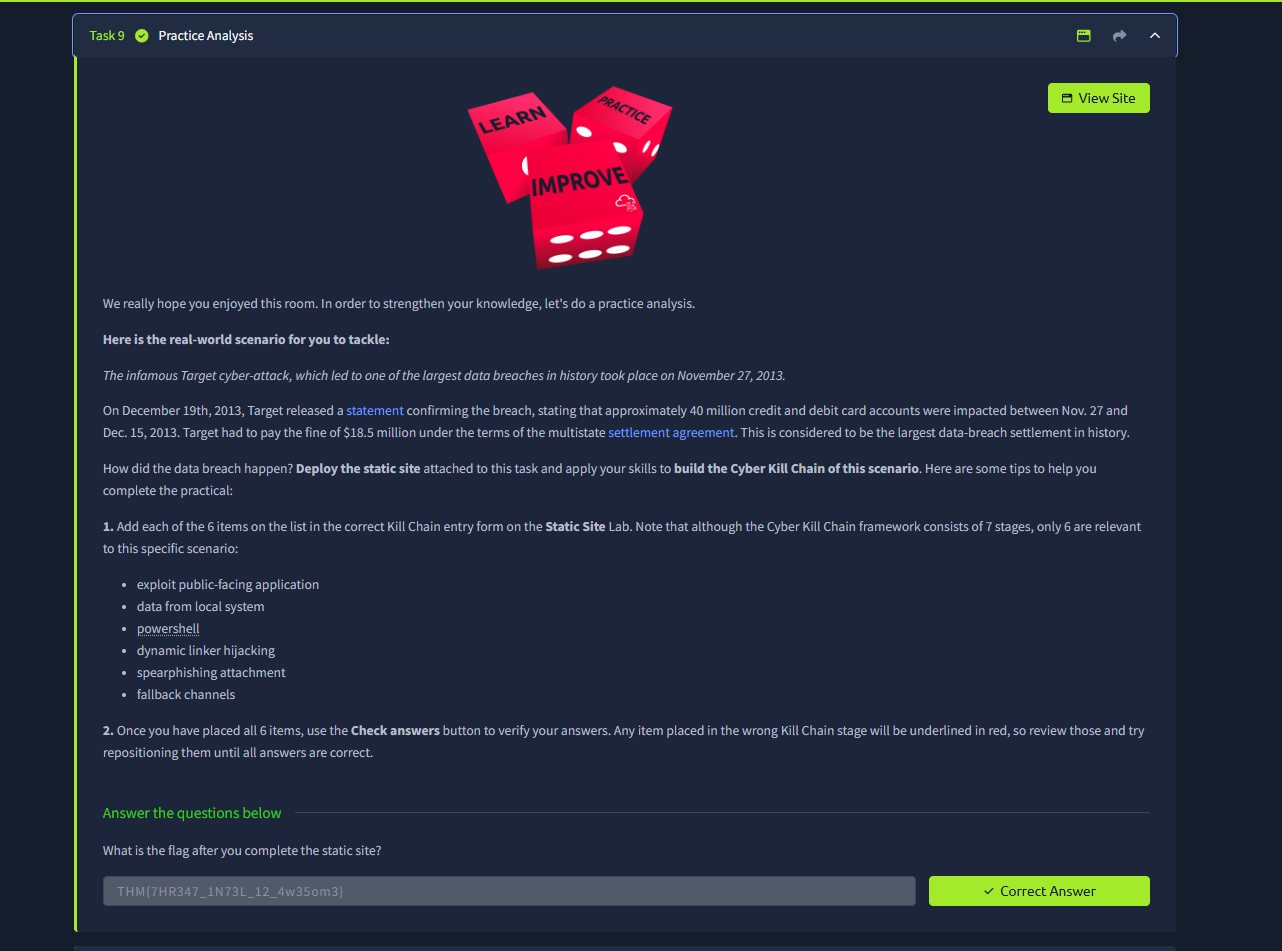 Task 9 Practice Analysis
View Site
LEARN
PRACTICE
IMPROVE
We really hope you enjoyed this room. In order to strengthen your knowledge, let's do a practice analysis.
Here is the real-world scenario for you to tackle:
The infamous Target cyber-attack, which led to one of the largest data breaches in history took place on November 27, 2013.
On December 19th, 2013, Target released a statement confirming the breach, stating that approximately 40 million credit and debit card accounts were impacted between Nov. 27 and
Dec. 15, 2013. Target had to pay the fine of $18.5 million under the terms of the multistate settlement agreement. This is considered to be the largest data-breach settlement in history.
How did the data breach happen? Deploy the static site attached to this task and apply your skills to build the Cyber Kill Chain of this scenario. Here are some tips to help you
complete the practical:
1. Add each of the 6 items on the list in the correct Kill Chain entry form on the Static Site Lab. Note that although the Cyber Kill Chain framework consists of 7 stages, only 6 are relevant
to this specific scenario:
• exploit public-facing application
• data from local system
• powershell
• dynamic linker hijacking
• spearphishing attachment
• fallback channels
2. Once you have placed all 6 items, use the Check answers button to verify your answers. Any item placed in the wrong Kill Chain stage will be underlined in red, so review those and try
repositioning them until all answers are correct.
Answer the questions below
What is the flag after you complete the static site?
THM{7HR347_1N73L_12_4w35om3}
Correct Answer